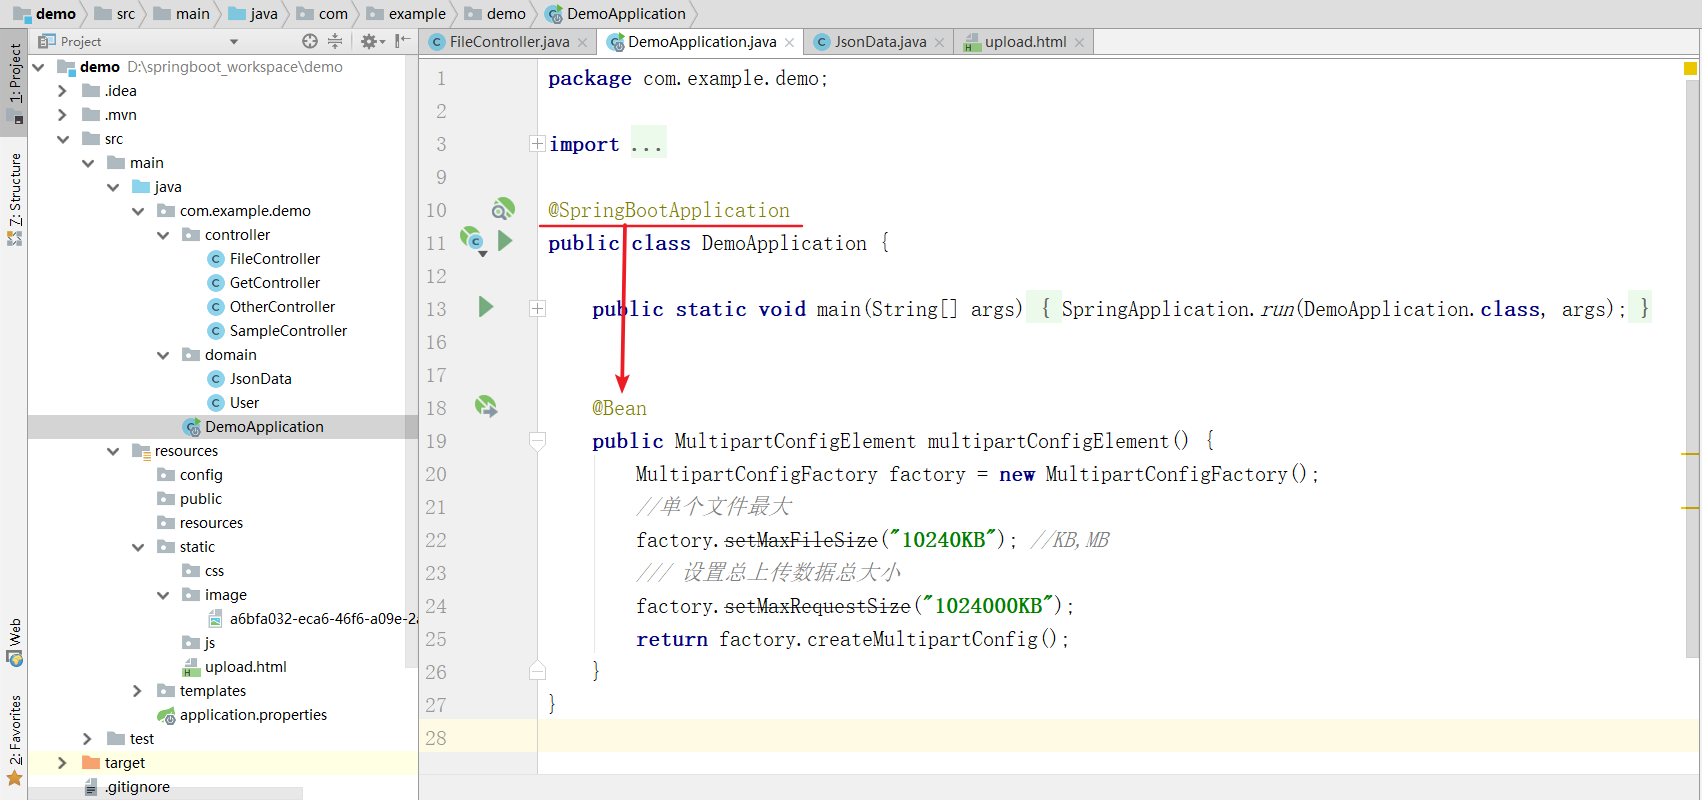 demo src main java com example demo DemoApplication
Project
FileController.java DemoApplication.java JsonData.java upload.html
1: Project
7: Structure
Web
2: Favorites
demo D:\springboot_workspace\demo
.idea
.mvn
src
main
java
com.example.demo
controller
FileController
GetController
OtherController
SampleController
domain
JsonData
User
DemoApplication
resources
config
public
resources
static
css
image
a6bfa032-eca6-46f6-a09e-2
js
upload.html
templates
application.properties
test
target
.gitignore
1 package com.example.demo;
2
3 import ...
9
10 @SpringBootApplication
11 public class DemoApplication {
12
13 public static void main(String[] args) { SpringApplication.run(DemoApplication.class, args); }
16
17
18 @Bean
19 public MultipartConfigElement multipartConfigElement() {
20 MultipartConfigFactory factory = new MultipartConfigFactory();
21 //单个文件最大
22 factory.setMaxFileSize("10240KB"); //KB,MB
23 /// 设置总上传数据总大小
24 factory.setMaxRequestSize("1024000KB");
25 return factory.createMultipartConfig();
26 }
27 }
28